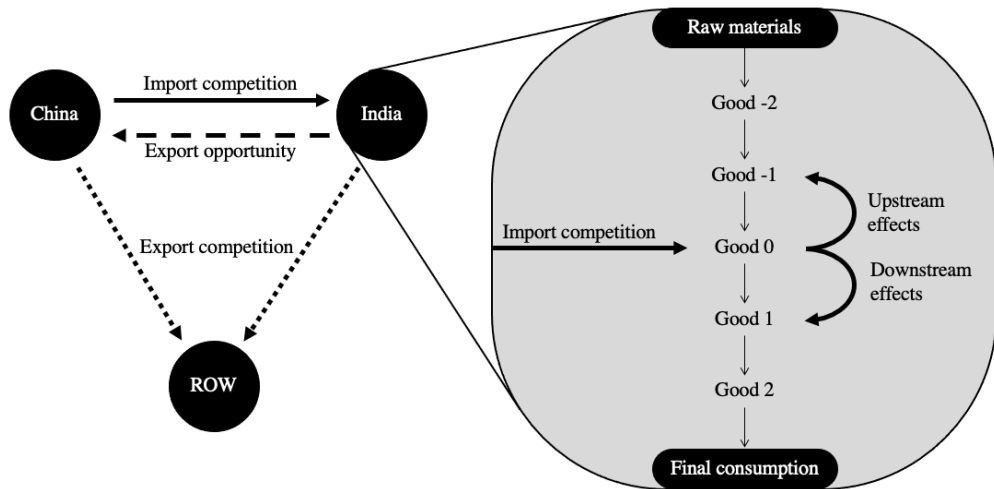 China
Import competition
India
Export opportunity
Export competition
ROW
Raw materials
Good -2
Good -1
Upstream
effects
Import competition
Good 0
Downstream
effects
Good 1
Good 2
Final consumption